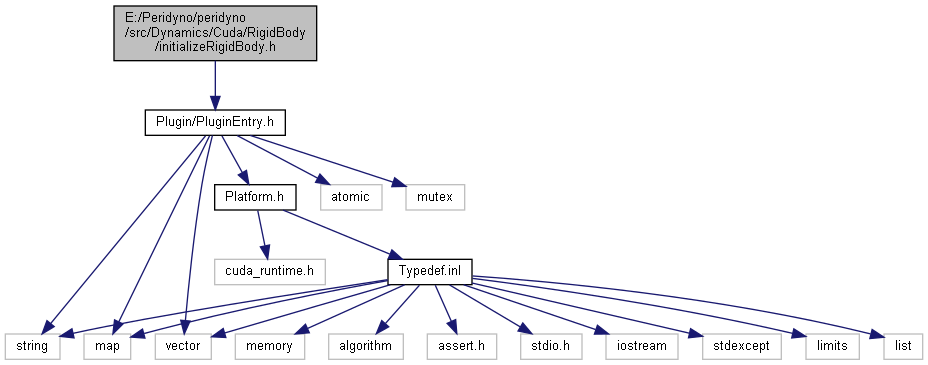 E:/Peridyno/peridyno
/src/Dynamics/Cuda/RigidBody
/initializeRigidBody.h
Plugin/PluginEntry.h
Platform.h
atomic
mutex
cuda_runtime.h
Typedef.inl
string
map
vector
memory
algorithm
assert.h
stdio.h
iostream
stdexcept
limits
list